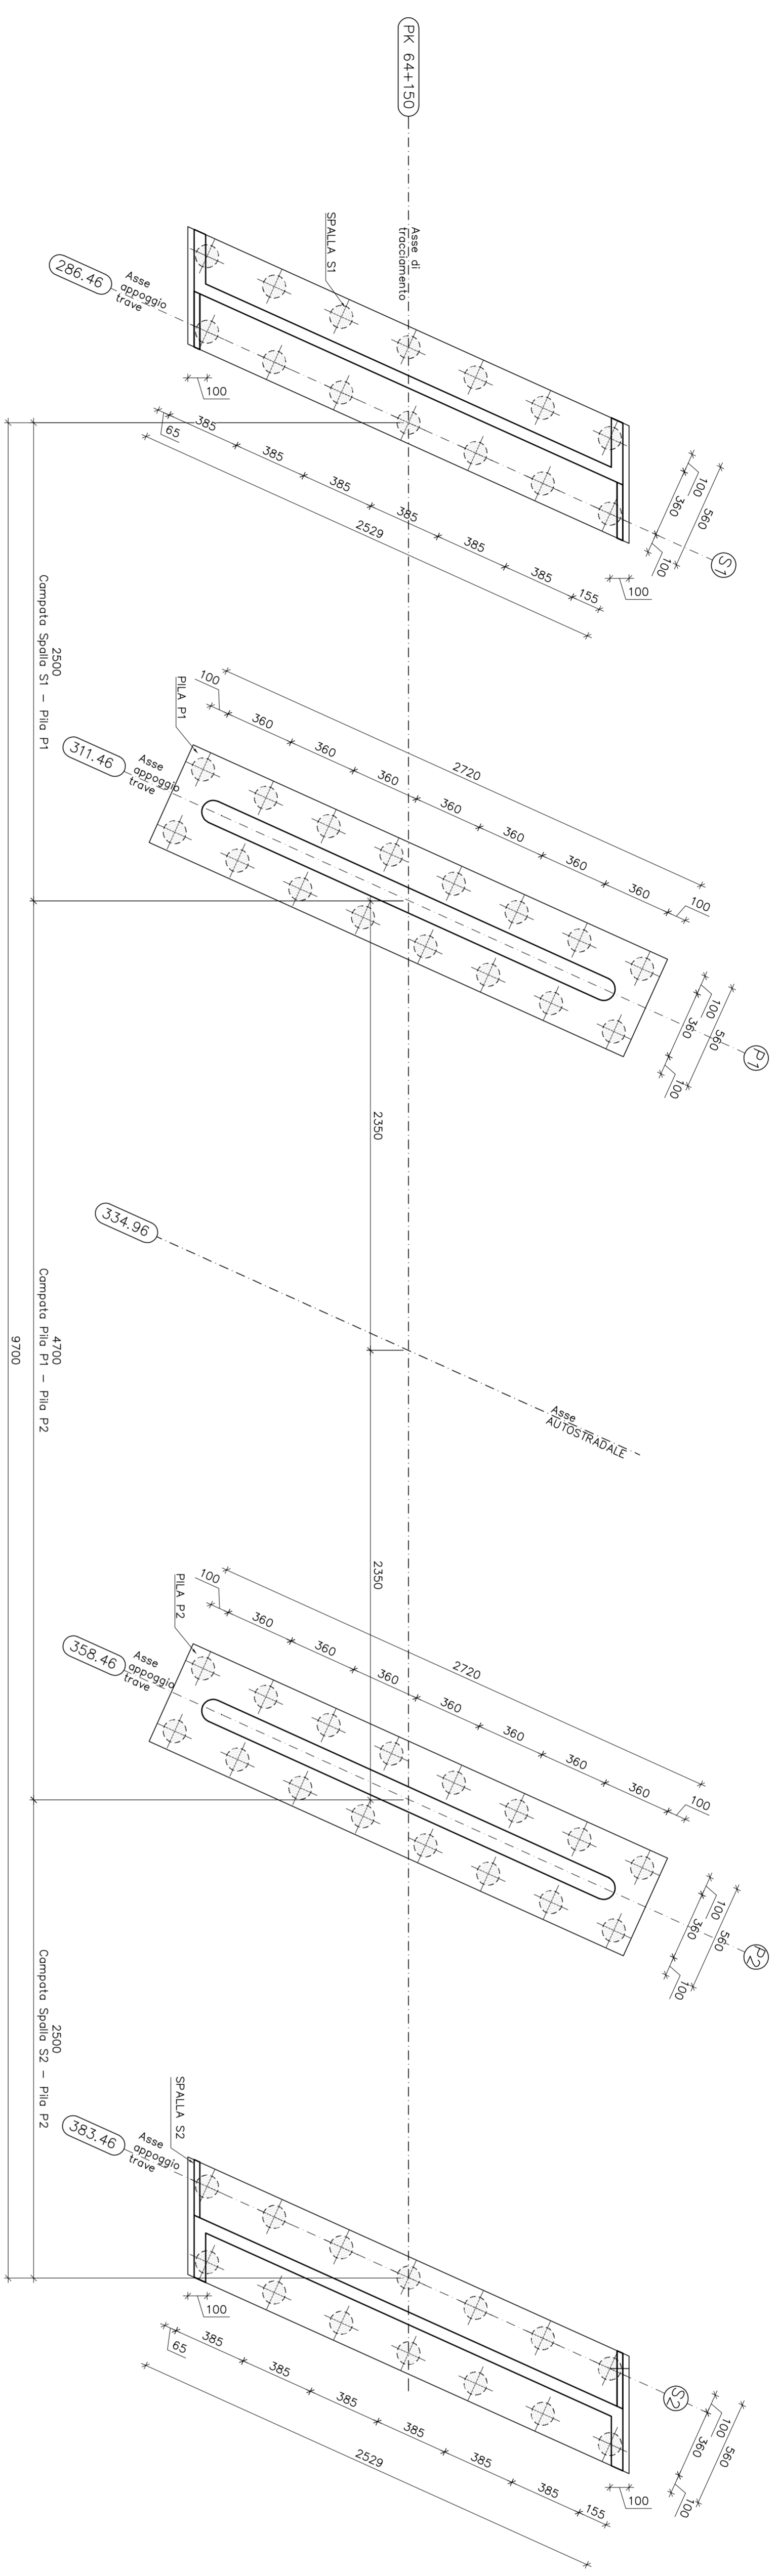 PK 64+150
Asse di
tracciamento
SPALLA S1
286.46
Asse
appoggio
trave
100
65
385
385
385
385
385
385
155
2529
100
360
100
560
S1
100
2500
Campata Spalla S1 – Pila P1
PILA P1
311.46
Asse
appoggio
trave
100
360
360
360
360
360
360
360
100
2720
100
360
100
560
P1
2350
334.96
Asse
AUTOSTRADALE
4700
Campata Pila P1 – Pila P2
9700
2350
PILA P2
358.46
Asse
appoggio
trave
100
360
360
360
360
360
360
360
100
2720
100
360
100
560
P2
2500
Campata Spalla S2 – Pila P2
SPALLA S2
383.46
Asse
appoggio
trave
100
65
385
385
385
385
385
385
155
2529
100
360
100
560
S2
100